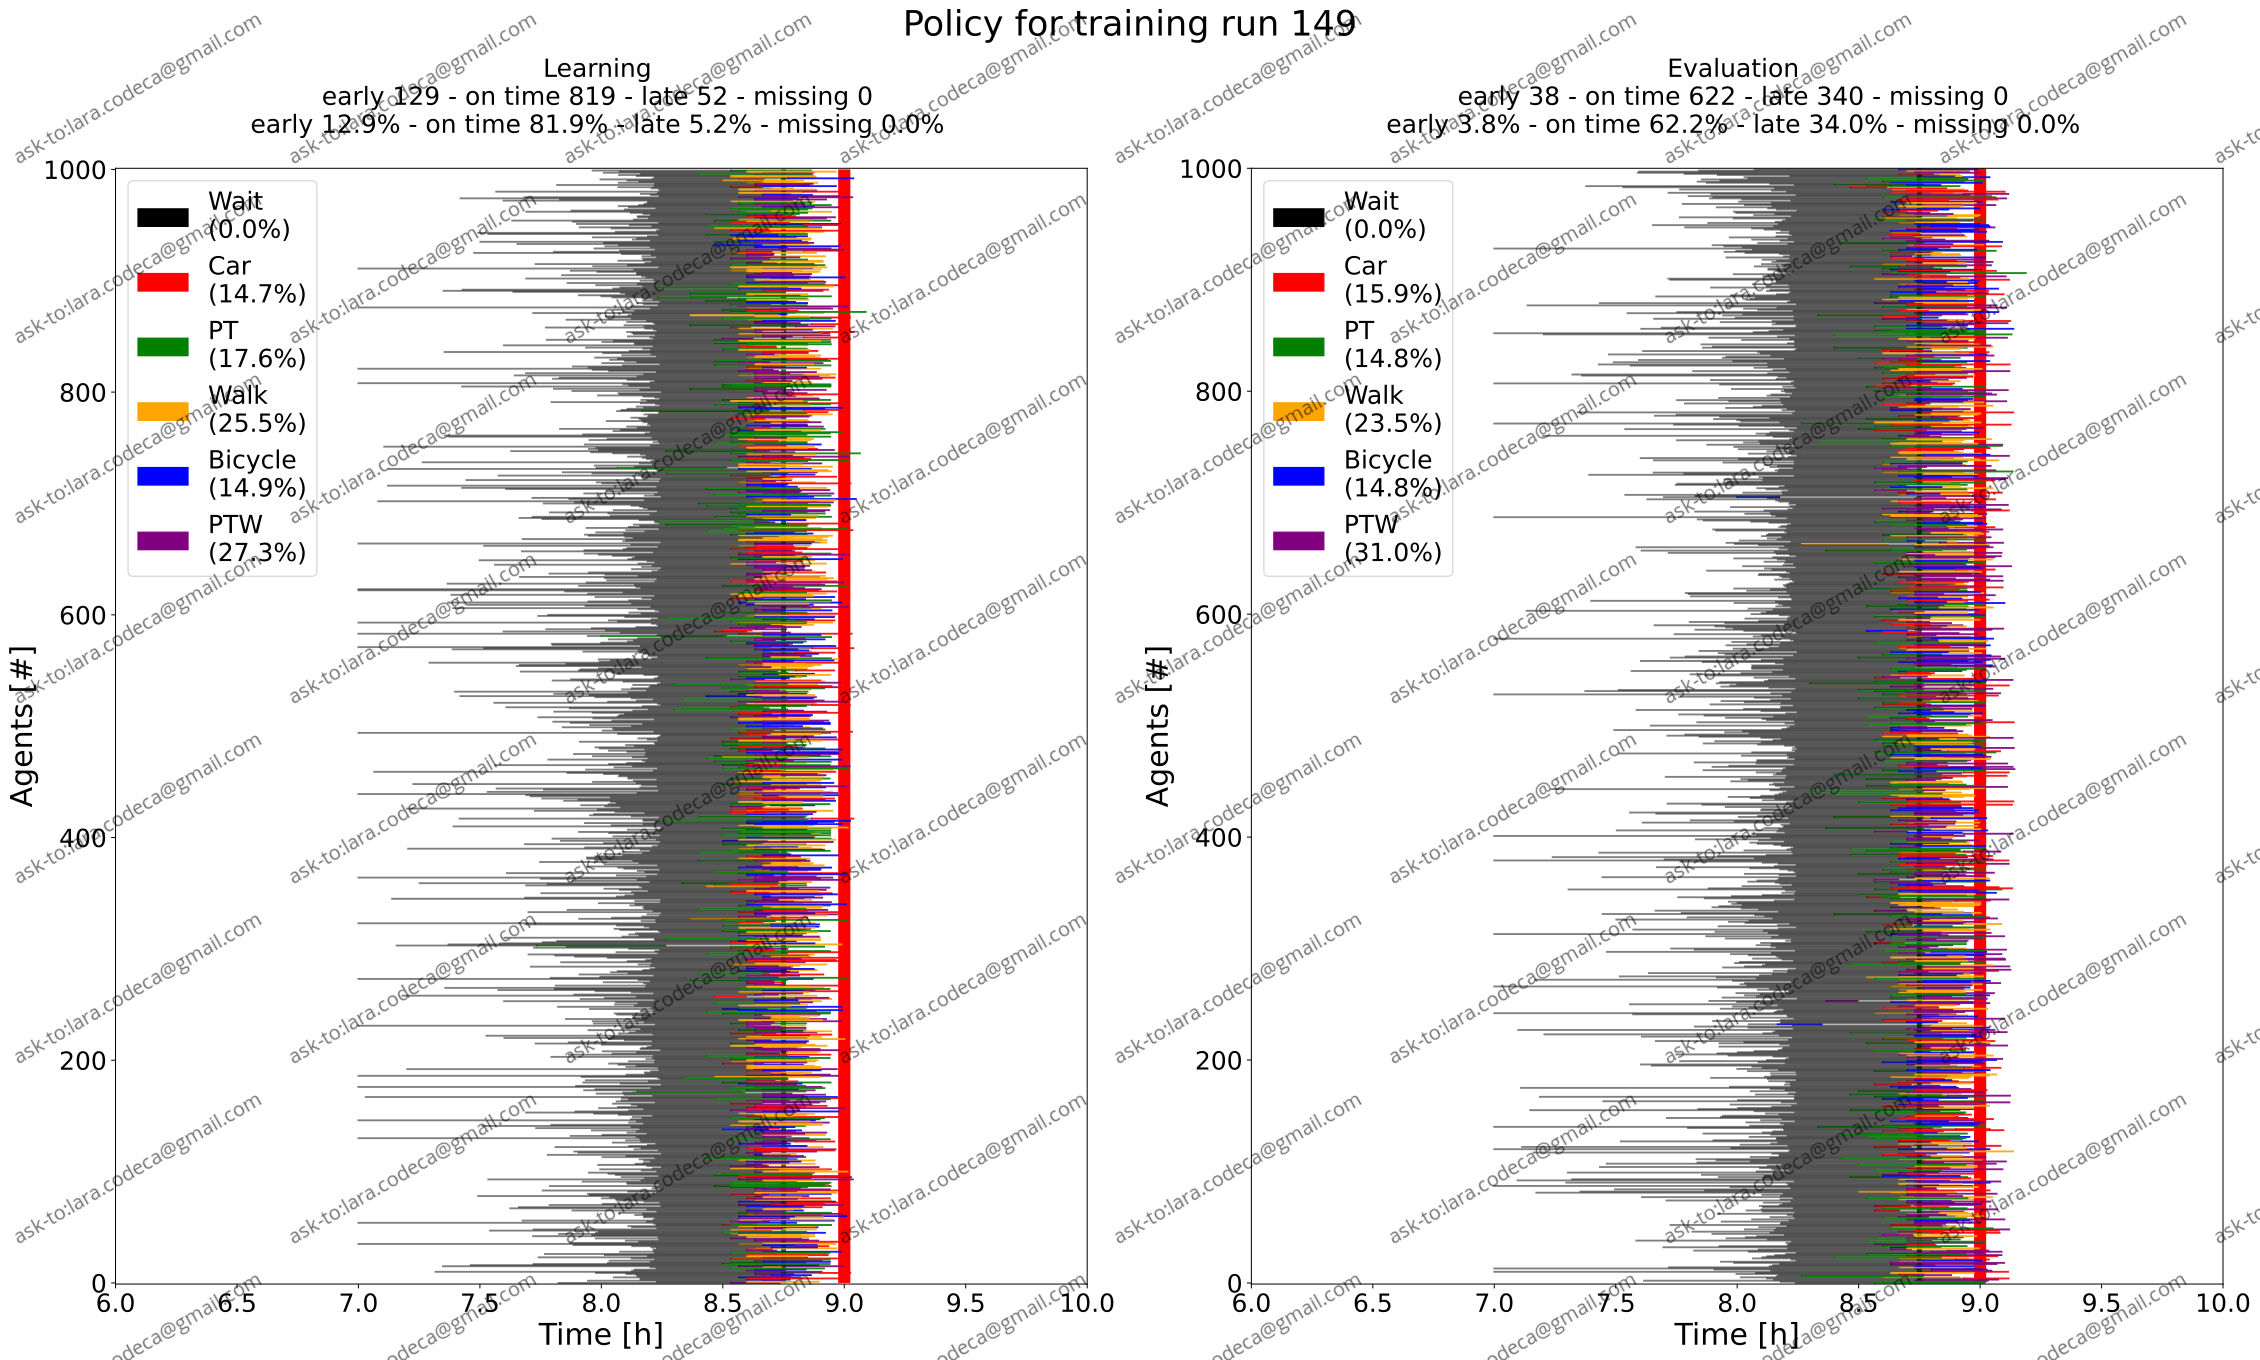 Policy for training run 149
Learning
early 129 - on time 819 - late 52 - missing 0
early 12.9% - on time 81.9% - late 5.2% - missing 0.0%
Evaluation
early 38 - on time 622 - late 340 - missing 0
early 3.8% - on time 62.2% - late 34.0% - missing 0.0%
1000
800
600
400
200
0
Agents [#]
Wait
(0.0%)
Car
(14.7%)
PT
(17.6%)
Walk
(25.5%)
Bicycle
(14.9%)
PTW
(27.3%)
6.0 6.5 7.0 7.5 8.0 8.5 9.0 9.5 10.0
Time [h]
1000
800
600
400
200
0
Agents [#]
Wait
(0.0%)
Car
(15.9%)
PT
(14.8%)
Walk
(23.5%)
Bicycle
(14.8%)
PTW
(31.0%)
6.0 6.5 7.0 7.5 8.0 8.5 9.0 9.5 10.0
Time [h]
ask-to:lara.codeca@gmail.com